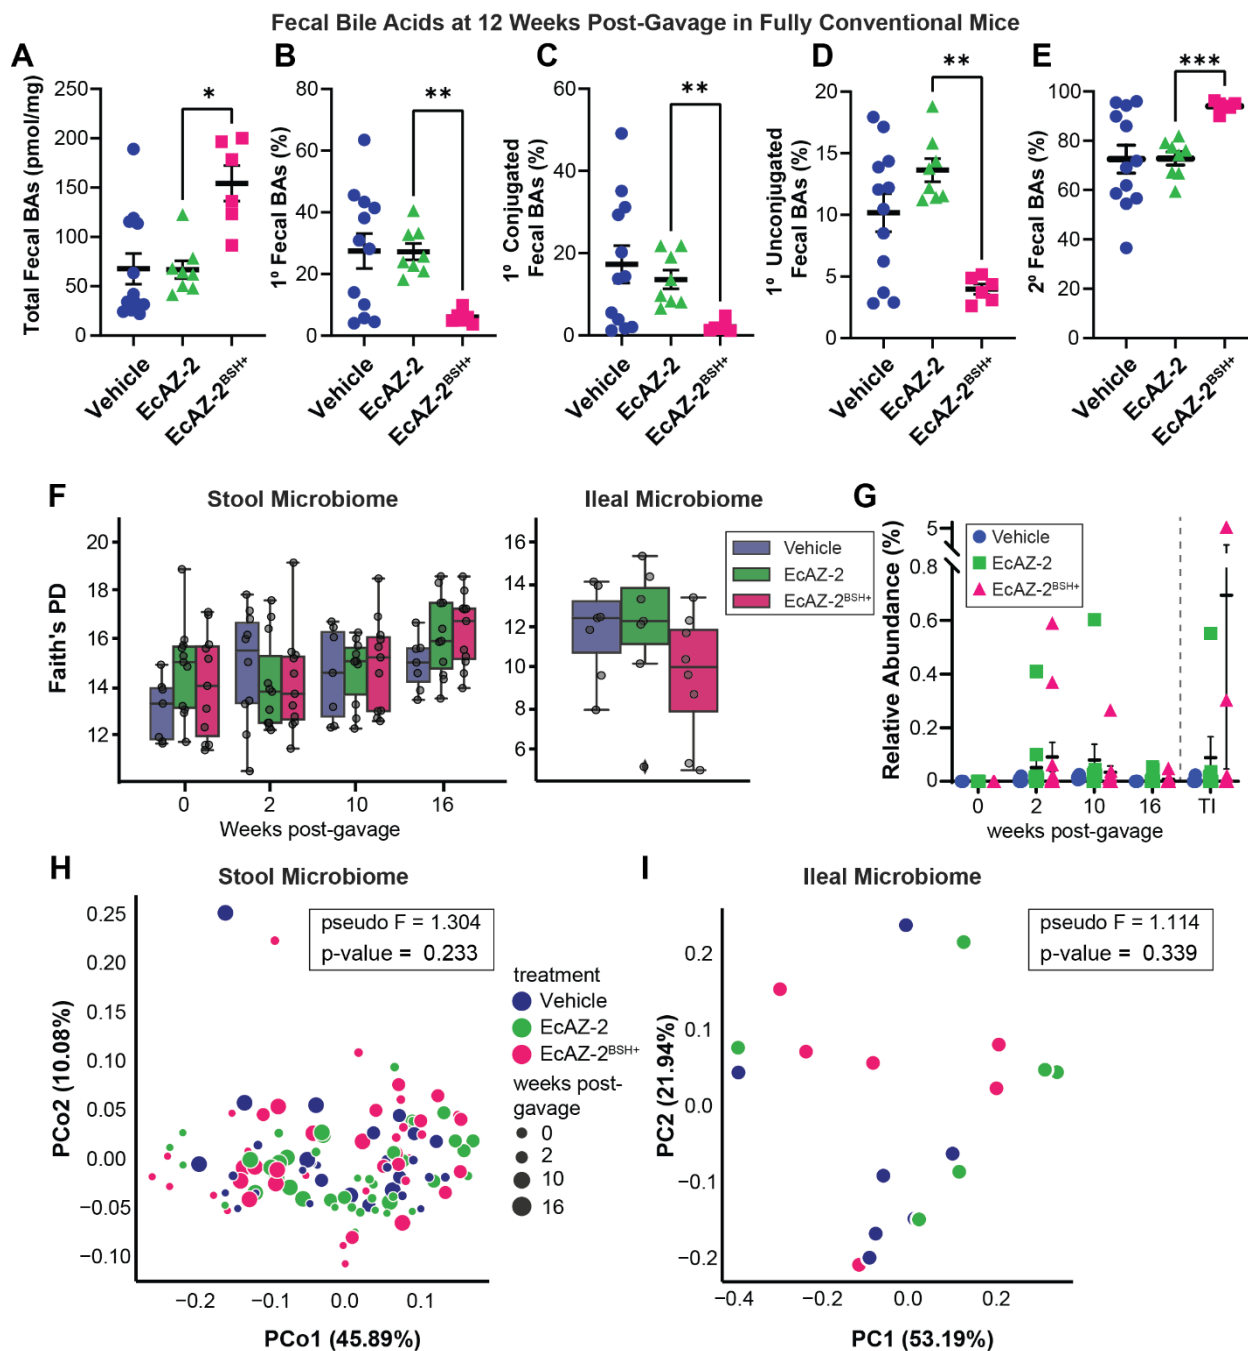 Fecal Bile Acids at 12 Weeks Post-Gavage in Fully Conventional Mice
A
Total Fecal BAs (pmol/mg)
250
200
150
100
50
0
*
Vehicle
EcAZ-2
EcAZ-2BSH+
B
1º Fecal BAs (%)
80
60
40
20
0
**
Vehicle
EcAZ-2
EcAZ-2BSH+
C
1º Conjugated
Fecal BAs (%)
60
40
20
0
**
Vehicle
EcAZ-2
EcAZ-2BSH+
D
1º Unconjugated
Fecal BAs (%)
20
15
10
5
0
**
Vehicle
EcAZ-2
EcAZ-2BSH+
E
2º Fecal BAs (%)
100
80
60
40
20
0
***
Vehicle
EcAZ-2
EcAZ-2BSH+
F
Stool Microbiome
Faith's PD
20
18
16
14
12
0
2
10
16
Weeks post-gavage
Ileal Microbiome
16
14
12
10
8
6
Vehicle
EcAZ-2
EcAZ-2BSH+
G
Relative Abundance (%)
5
0.8
0.6
0.4
0.2
0
Vehicle
EcAZ-2
EcAZ-2BSH+
0
2
10
16
TI
weeks post-gavage
H
Stool Microbiome
PCo2 (10.08%)
0.25
0.20
0.15
0.10
0.05
0.00
−0.05
−0.10
pseudo F = 1.304
p-value = 0.233
treatment
Vehicle
EcAZ-2
EcAZ-2BSH+
weeks post-
gavage
0
2
10
16
−0.2
−0.1
0.0
0.1
PCo1 (45.89%)
I
Ileal Microbiome
PC2 (21.94%)
0.2
0.1
0.0
−0.1
−0.2
pseudo F = 1.114
p-value = 0.339
−0.4
−0.2
0.0
0.2
PC1 (53.19%)